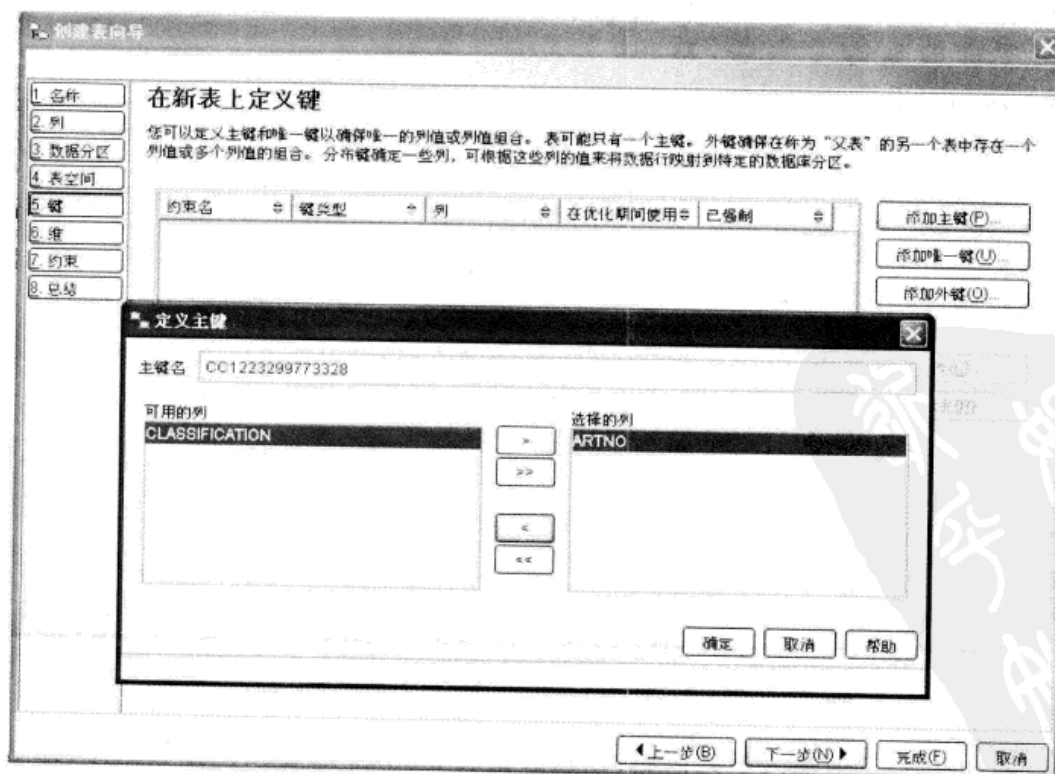 创建表向导
1. 名称
2. 列
3. 数据分区
4. 表空间
5. 键
6. 维
7. 约束
8. 总结
在新表上定义键
您可以定义主键和唯一键以确保唯一的列值或列值组合。 表可能只有一个主键。 外键确保在称为“父表”的另一个表中存在一个
列值或多个列值的组合。 分布键确定一些列，可根据这些列的值来将数据行映射到特定的数据库分区。
约束名 键类型 列 在优化期间使用 已强制
添加主键(P)...
添加唯一键(U)...
添加外键(O)...
定义主键
主键名 CC1223299773328
可用的列
CLASSIFICATION
>
>>
<
<<
选择的列
ARTNO
确定 取消 帮助
上一步(B) 下一步(N) 完成(F) 取消